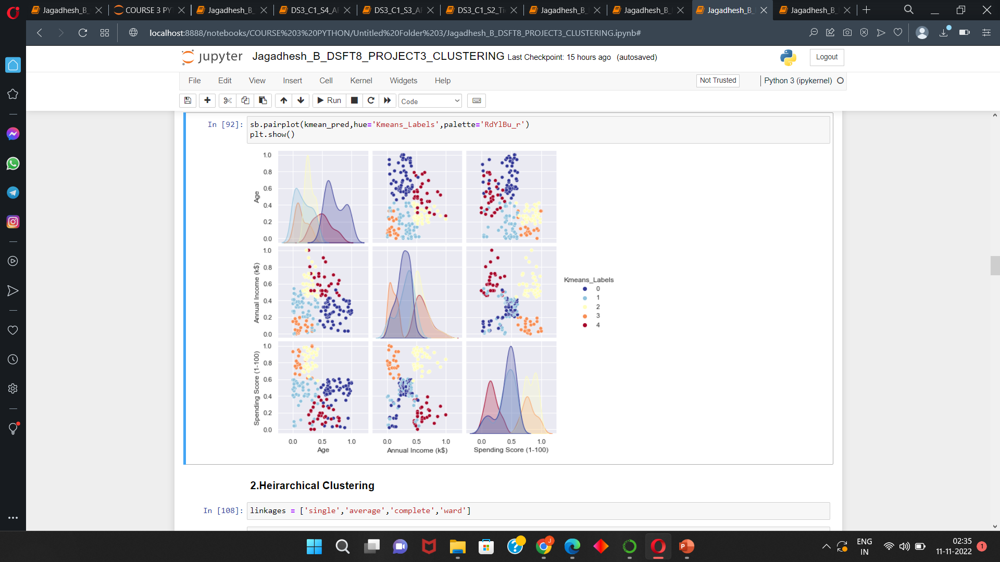 Jagadhesh_B_
COURSE 3 PY
Jagadhesh_B_
DS3_C1_S4_A
DS3_C1_S3_A
DS3_C1_S2_Ti
Jagadhesh_B_
Jagadhesh_B_
Jagadhesh_B_
Jagadhesh_B_
localhost:8888/notebooks/COURSE%203%20PYTHON/Untitled%20Folder%203/Jagadhesh_B_DSFT8_PROJECT3_CLUSTERING.ipynb#
jupyter Jagadhesh_B_DSFT8_PROJECT3_CLUSTERING Last Checkpoint: 15 hours ago (autosaved)
Logout
File Edit View Insert Cell Kernel Widgets Help
Not Trusted
Python 3 (ipykernel)
Run
Code
In [92]:
sb.pairplot(kmean_pred,hue='Kmeans_Labels',palette='RdYlBu_r')
plt.show()
1.0
0.8
0.6
0.4
0.2
0.0
Age
1.0
0.8
0.6
0.4
0.2
0.0
Annual Income (k$)
1.0
0.8
0.6
0.4
0.2
0.0
Spending Score (1-100)
0.0 0.5 1.0
Age
0.0 0.5 1.0
Annual Income (k$)
0.0 0.5 1.0
Spending Score (1-100)
Kmeans_Labels
0
1
2
3
4
2.Heirarchical Clustering
In [108]:
linkages = ['single','average','complete','ward']
ENG
IN
02:35
11-11-2022
1